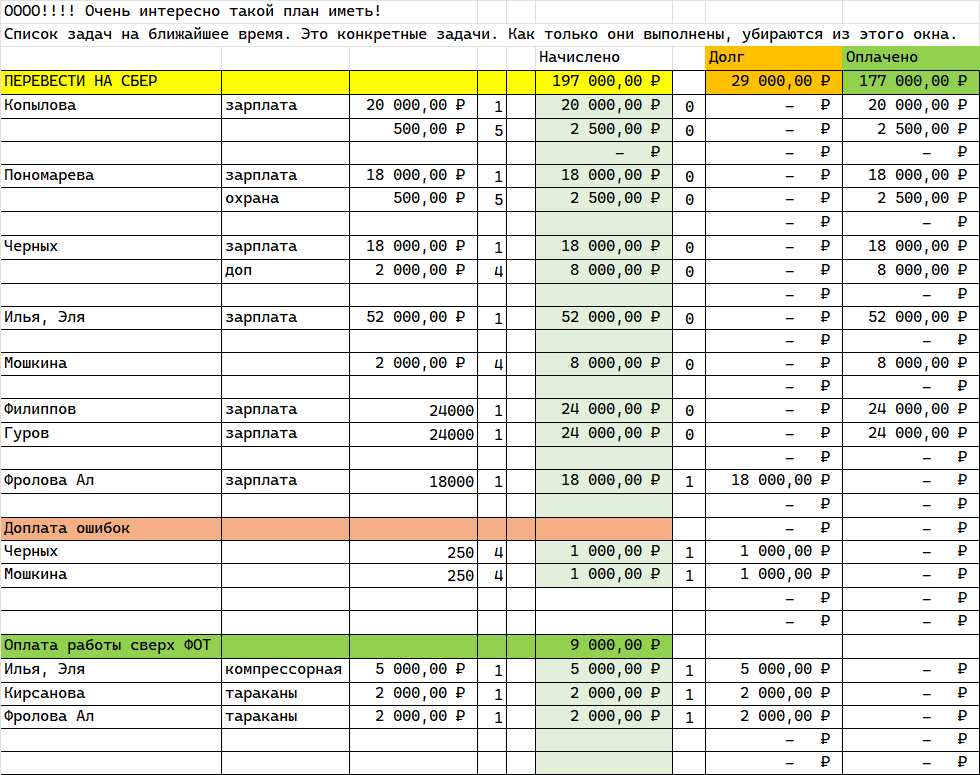 ОООО!!!! Очень интересно такой план иметь!
Список задач на ближайшее время. Это конкретные задачи. Как только они выполнены, убираются из этого окна.
Начислено Долг Оплачено
ПЕРЕВЕСТИ НА СБЕР 197 000,00 ₽ 29 000,00 ₽ 177 000,00 ₽
Копылова зарплата 20 000,00 ₽ 1 20 000,00 ₽ 0 – ₽ 20 000,00 ₽
500,00 ₽ 5 2 500,00 ₽ 0 – ₽ 2 500,00 ₽
– ₽ – ₽ – ₽
Пономарева зарплата 18 000,00 ₽ 1 18 000,00 ₽ 0 – ₽ 18 000,00 ₽
охрана 500,00 ₽ 5 2 500,00 ₽ 0 – ₽ 2 500,00 ₽
– ₽ – ₽
Черных зарплата 18 000,00 ₽ 1 18 000,00 ₽ 0 – ₽ 18 000,00 ₽
доп 2 000,00 ₽ 4 8 000,00 ₽ 0 – ₽ 8 000,00 ₽
– ₽ – ₽
Илья, Эля зарплата 52 000,00 ₽ 1 52 000,00 ₽ 0 – ₽ 52 000,00 ₽
– ₽ – ₽
Мошкина 2 000,00 ₽ 4 8 000,00 ₽ 0 – ₽ 8 000,00 ₽
– ₽ – ₽
Филиппов зарплата 24000 1 24 000,00 ₽ 0 – ₽ 24 000,00 ₽
Гуров зарплата 24000 1 24 000,00 ₽ 0 – ₽ 24 000,00 ₽
– ₽ – ₽
Фролова Ал зарплата 18000 1 18 000,00 ₽ 1 18 000,00 ₽ – ₽
– ₽ – ₽
Доплата ошибок – ₽ – ₽
Черных 250 4 1 000,00 ₽ 1 1 000,00 ₽ – ₽
Мошкина 250 4 1 000,00 ₽ 1 1 000,00 ₽ – ₽
– ₽ – ₽
– ₽ – ₽
Оплата работы сверх ФОТ 9 000,00 ₽
Илья, Эля компрессорная 5 000,00 ₽ 1 5 000,00 ₽ 1 5 000,00 ₽ – ₽
Кирсанова тараканы 2 000,00 ₽ 1 2 000,00 ₽ 1 2 000,00 ₽ – ₽
Фролова Ал тараканы 2 000,00 ₽ 1 2 000,00 ₽ 1 2 000,00 ₽ – ₽
– ₽ – ₽
– ₽ – ₽